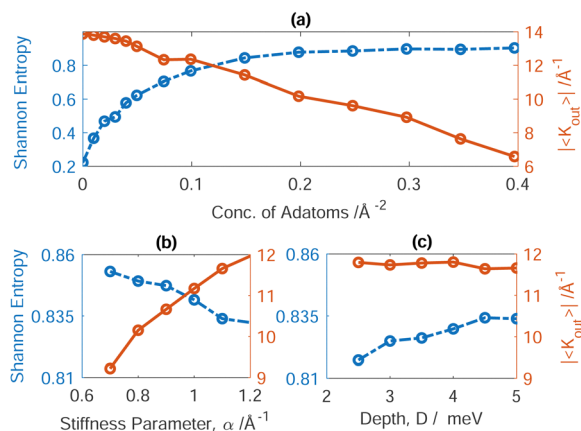 (a)
Shannon Entropy
0.8
0.6
0.4
0.2
14
12
10
8
6
|<K_out>| /Å⁻¹
0 0.1 0.2 0.3 0.4
Conc. of Adatoms /Å⁻²
(b)
(c)
Shannon Entropy
0.86
0.835
0.81
12
11
10
9
0.86
0.835
0.81
12
11
10
9
|<K_out>| /Å⁻¹
0.6 0.8 1 1.2
2 3 4 5
Stiffness Parameter, α /Å⁻¹
Depth, D / meV